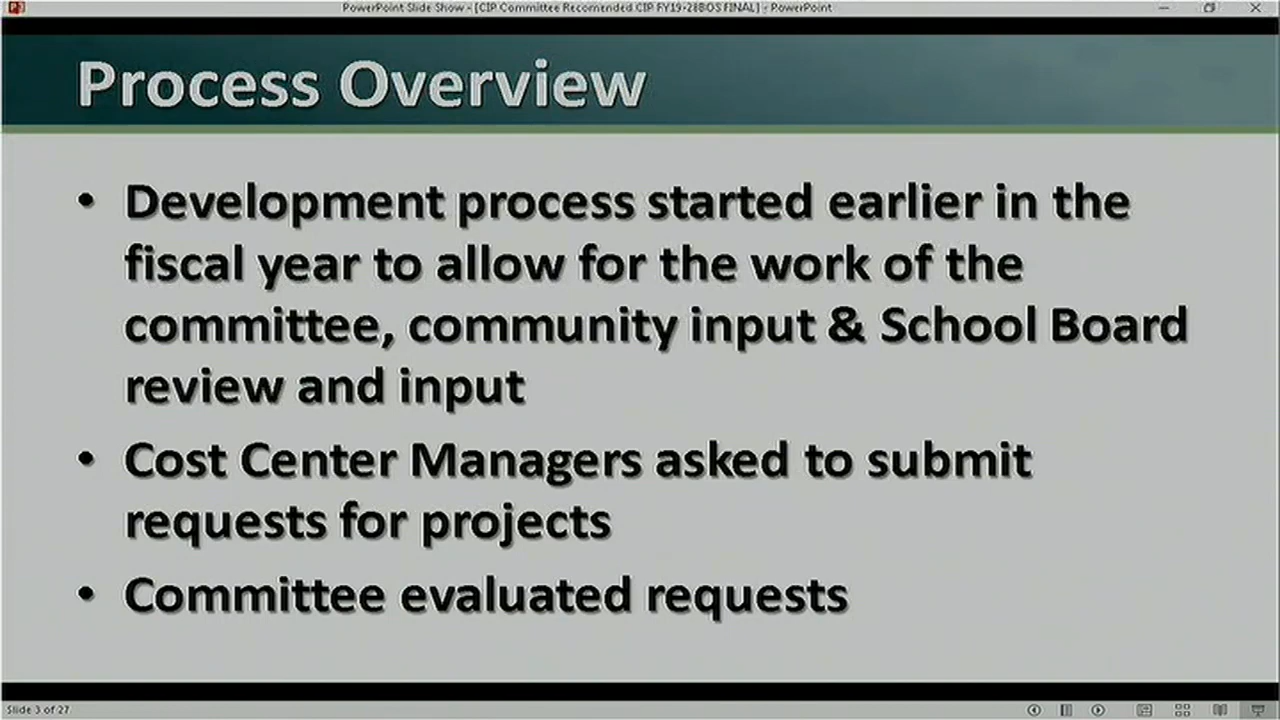 PowerPoint Slide Show - [CIP Committee Recomended CIP FY19-28BOS FINAL] - PowerPoint
Process Overview
• Development process started earlier in the
fiscal year to allow for the work of the
committee, community input & School Board
review and input
• Cost Center Managers asked to submit
requests for projects
• Committee evaluated requests
Slide 3 of 27